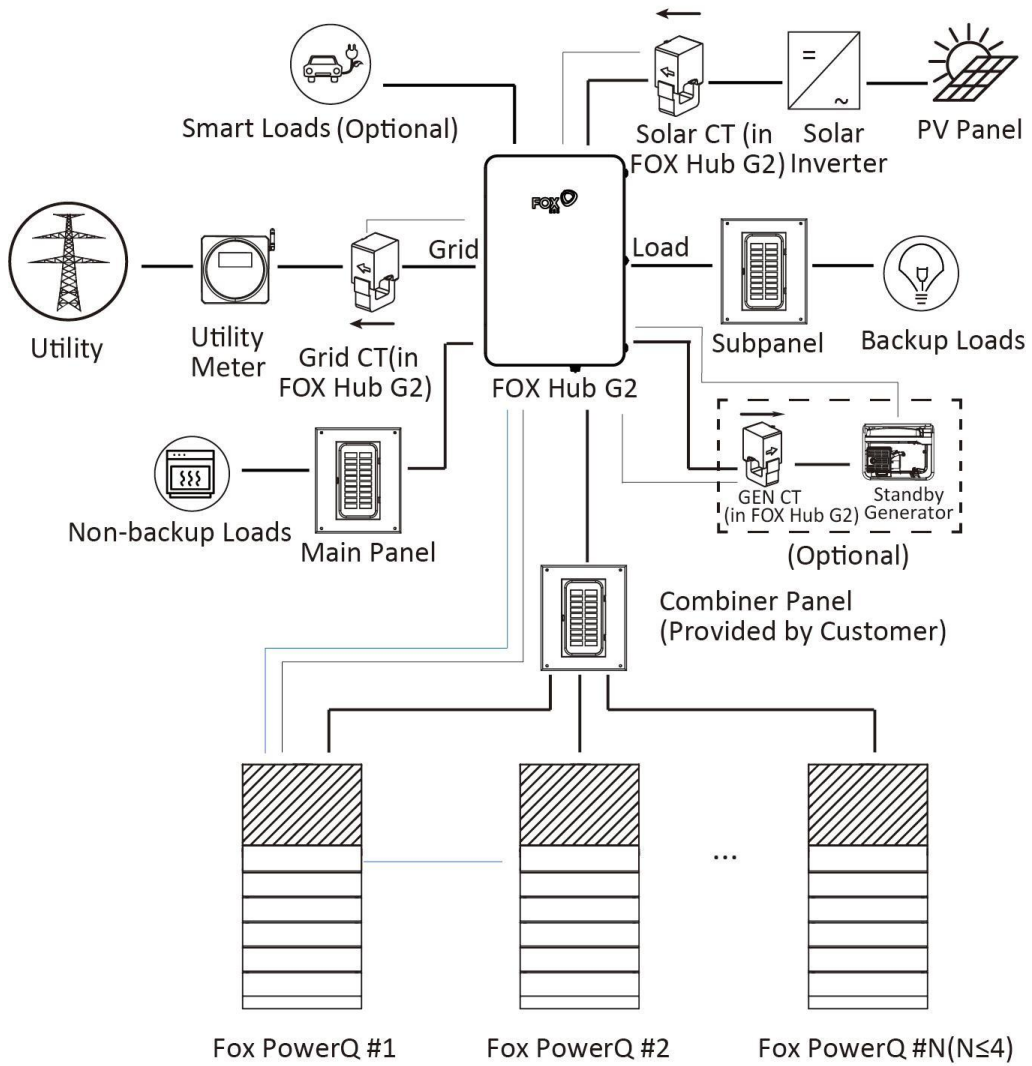 Smart Loads (Optional)
Solar CT (in
FOX Hub G2)
Solar
Inverter
PV Panel
FOX
Grid
Load
Utility
Utility
Meter
Grid CT(in
FOX Hub G2)
FOX Hub G2
Subpanel
Backup Loads
Non-backup Loads
Main Panel
GEN CT
(in FOX Hub G2)
Standby
Generator
(Optional)
Combiner Panel
(Provided by Customer)
...
Fox PowerQ #1
Fox PowerQ #2
Fox PowerQ #N(N≤4)